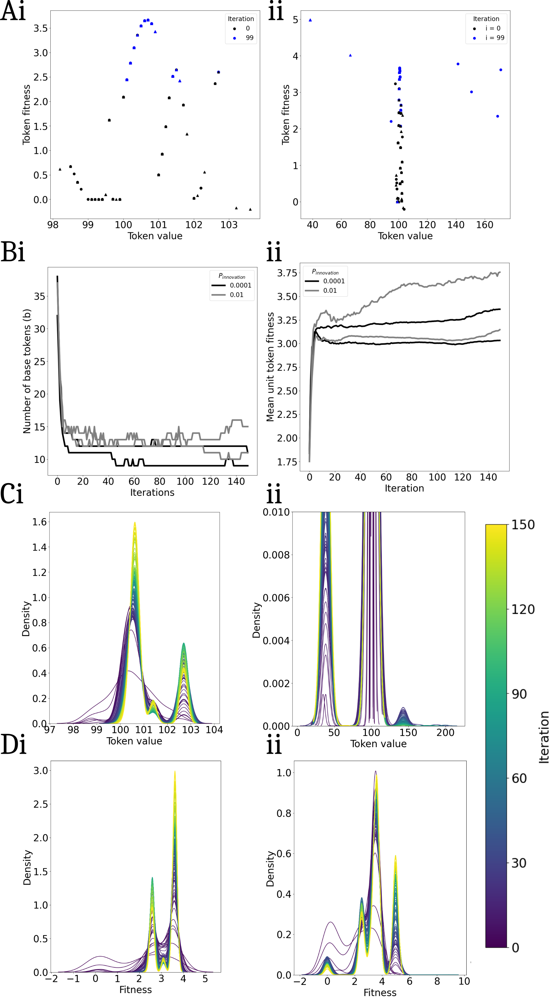 Ai
Token fitness
3.5
3.0
2.5
2.0
1.5
1.0
0.5
0.0
98 99 100 101 102 103
Token value
Iteration
0
99
ii
Token fitness
5
4
3
2
1
0
40 60 80 100 120 140 160
Token value
Iteration
i = 0
i = 99
Bi
Number of base tokens (b)
35
30
25
20
15
10
0 20 40 60 80 100 120 140
Iterations
Pinnovation
0.0001
0.01
ii
Mean unit token fitness
3.75
3.50
3.25
3.00
2.75
2.50
2.25
2.00
1.75
0 20 40 60 80 100 120 140
Iteration
Pinnovation
0.0001
0.01
Ci
Density
1.6
1.4
1.2
1.0
0.8
0.6
0.4
0.2
0.0
97 98 99 100 101 102 103 104
Token value
ii
Density
0.010
0.008
0.006
0.004
0.002
0.000
0 50 100 150 200
Token value
150
120
90
60
30
0
Iteration
Di
Density
3.0
2.5
2.0
1.5
1.0
0.5
0.0
−2 −1 0 1 2 3 4 5
Fitness
ii
Density
1.0
0.8
0.6
0.4
0.2
0.0
−2 0 2 4 6 8 10
Fitness